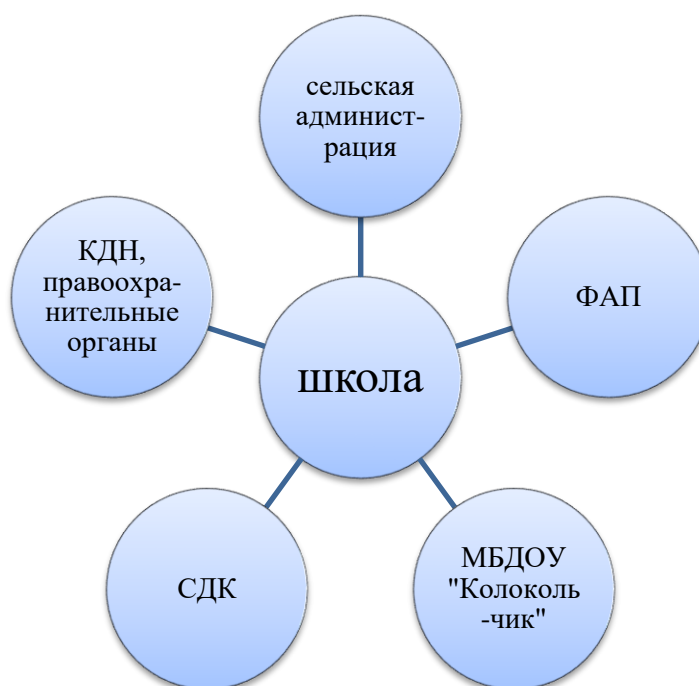 сельская
админист-
рация
КДН,
правоохра-
нительные
органы
ФАП
школа
СДК
МБДОУ
"Колоколь
-чик"